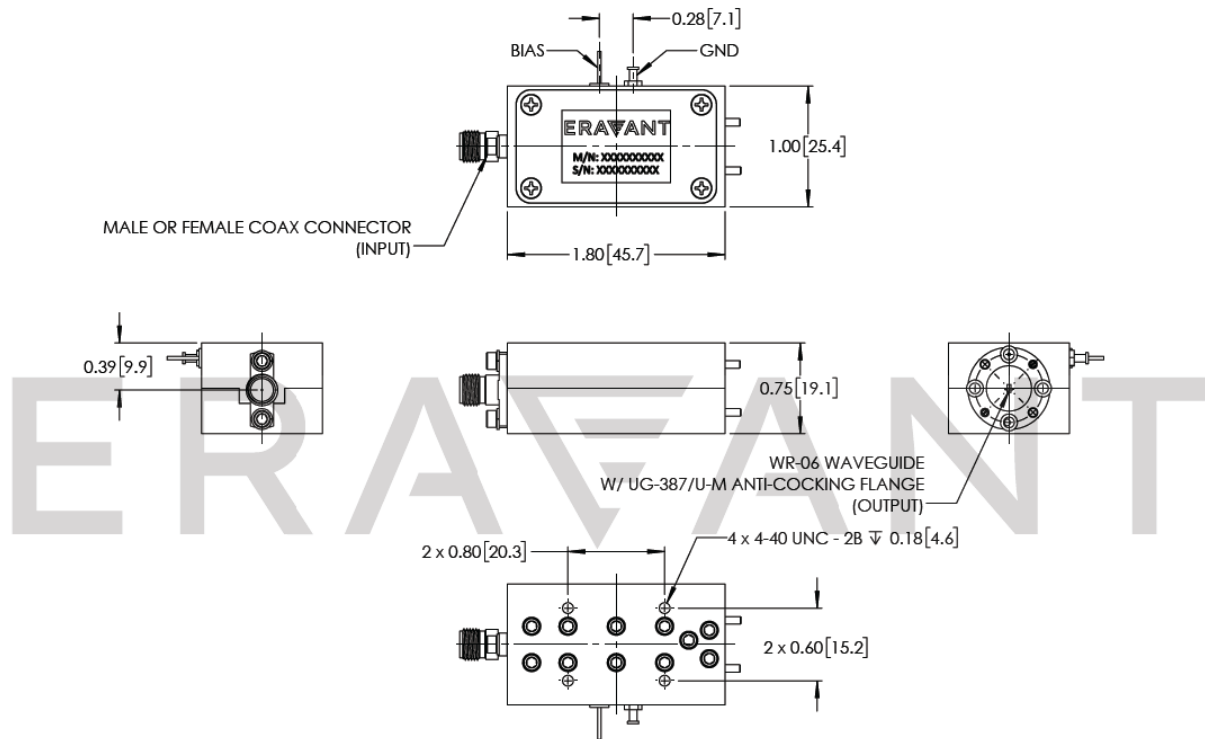 0.28[7.1]
BIAS
GND
ERAVANT
M/N: XXXXXXXXXX
S/N: XXXXXXXXXX
1.00[25.4]
MALE OR FEMALE COAX CONNECTOR
(INPUT)
1.80[45.7]
0.39[9.9]
0.75[19.1]
ERAVANT
WR-06 WAVEGUIDE
W/ UG-387/U-M ANTI-COCKING FLANGE
(OUTPUT)
2 x 0.80[20.3]
4 x 4-40 UNC - 2B ↧ 0.18[4.6]
2 x 0.60[15.2]